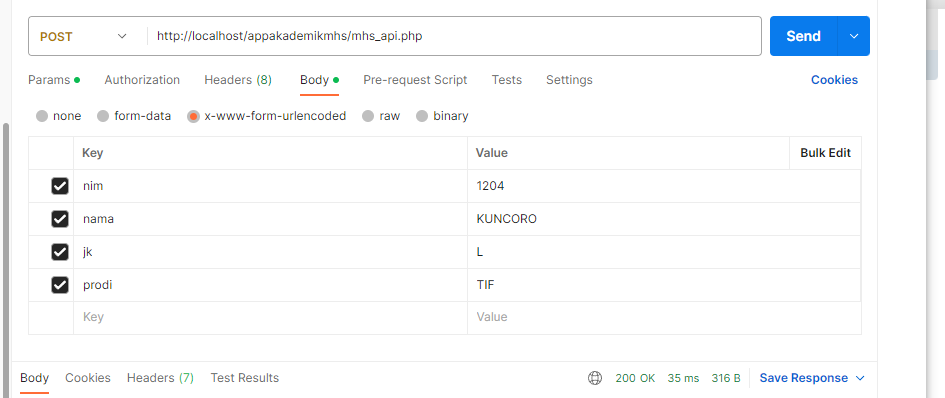 POST http://localhost/appakademikmhs/mhs_api.php Send
Params Authorization Headers (8) Body Pre-request Script Tests Settings Cookies
none form-data x-www-form-urlencoded raw binary
Key Value Bulk Edit
nim 1204
nama KUNCORO
jk L
prodi TIF
Key Value
Body Cookies Headers (7) Test Results 200 OK 35 ms 316 B Save Response